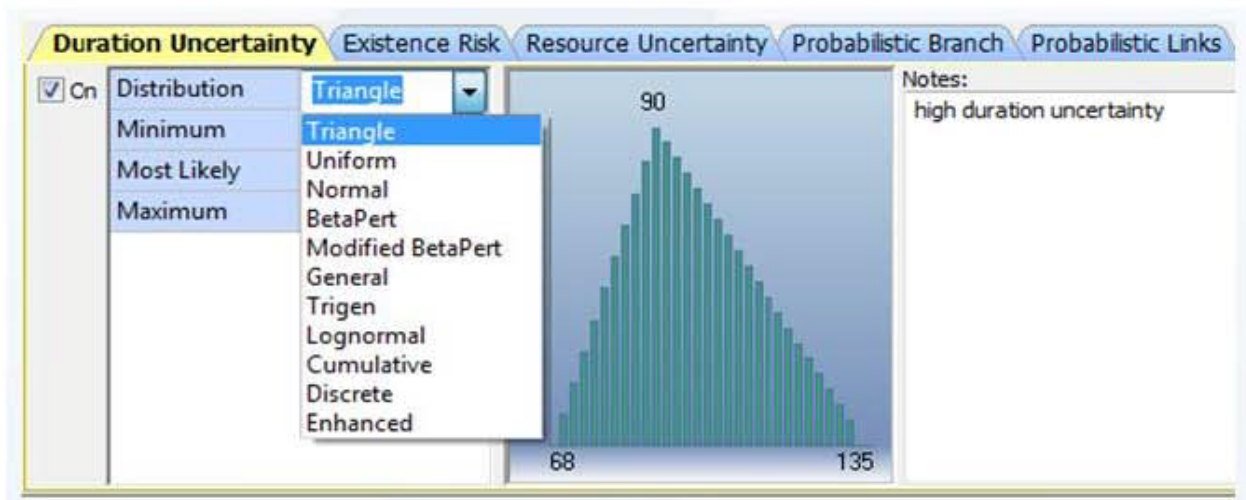 Duration Uncertainty Existence Risk Resource Uncertainty Probabilistic Branch Probabilistic Links
On Distribution Triangle
Minimum
Most Likely
Maximum
Triangle
Uniform
Normal
BetaPert
Modified BetaPert
General
Trigen
Lognormal
Cumulative
Discrete
Enhanced
90
68 135
Notes:
high duration uncertainty